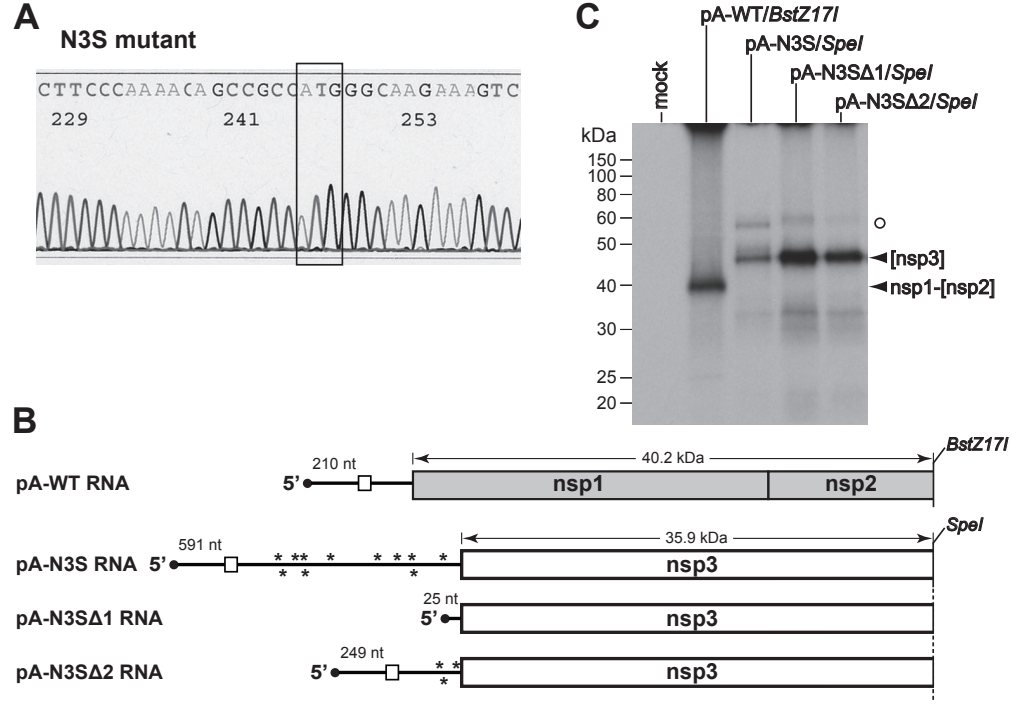 A
N3S mutant
CTTCCCAAAACA GCCGCCATGGGCAAGAAAGTC
229 241 253
C
pA-WT/BstZ17I
pA-N3S/SpeI
pA-N3SΔ1/SpeI
pA-N3SΔ2/SpeI
mock
kDa
150
100
80
60
50
[nsp3]
40
nsp1-[nsp2]
30
25
20
B
BstZ17I
210 nt
40.2 kDa
pA-WT RNA 5’ nsp1 nsp2
SpeI
591 nt
35.9 kDa
* ** * * * * *
pA-N3S RNA 5’ nsp3
* * *
25 nt
pA-N3SΔ1 RNA 5’ nsp3
249 nt
* *
pA-N3SΔ2 RNA 5’ nsp3
*